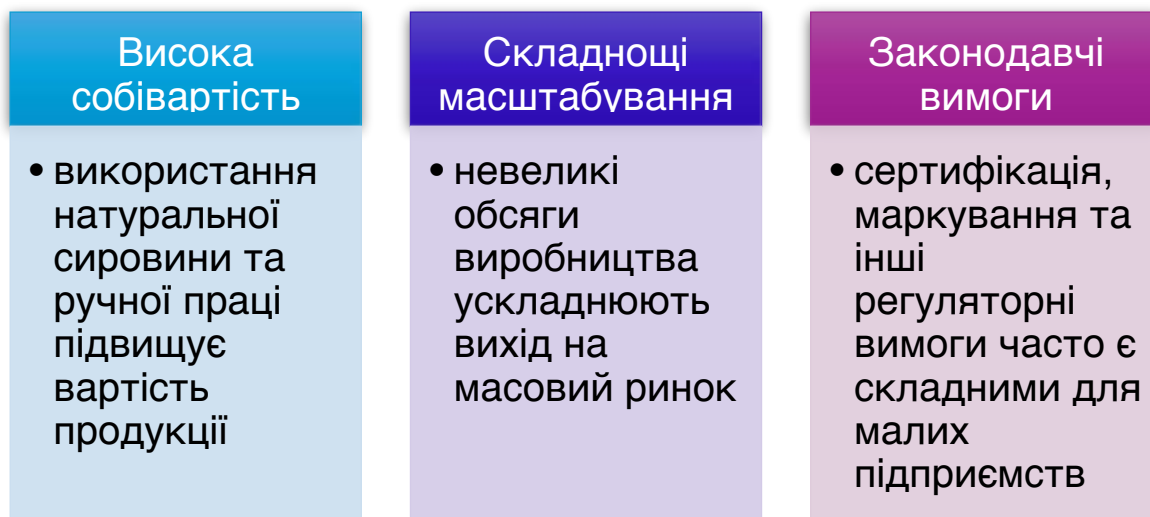 Висока
собівартість
• використання
натуральної
сировини та
ручної праці
підвищує
вартість
продукції
Складнощі
масштабування
• невеликі
обсяги
виробництва
ускладнюють
вихід на
масовий ринок
Законодавчі
вимоги
• сертифікація,
маркування та
інші
регуляторні
вимоги часто є
складними для
малих
підприємств